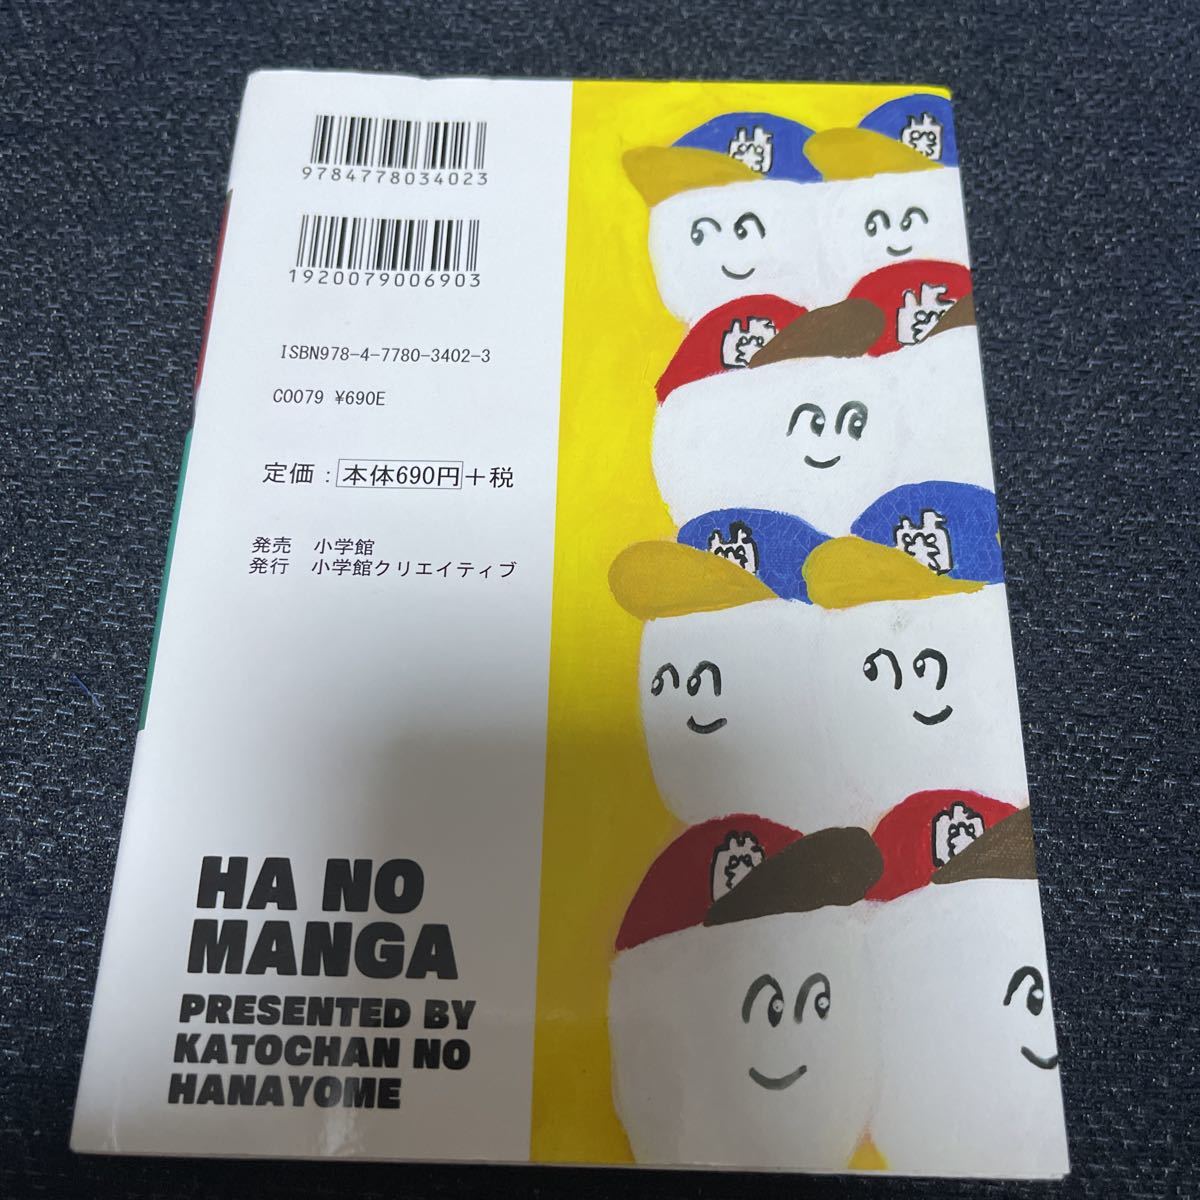 9784778034023
1920079006903
ISBN978-4-7780-3402-3
C0079 ¥690E
定価：本体690円＋税
発売　小学館
発行　小学館クリエイティブ
HA NO
MANGA
PRESENTED BY
KATOCHAN NO
HANAYOME